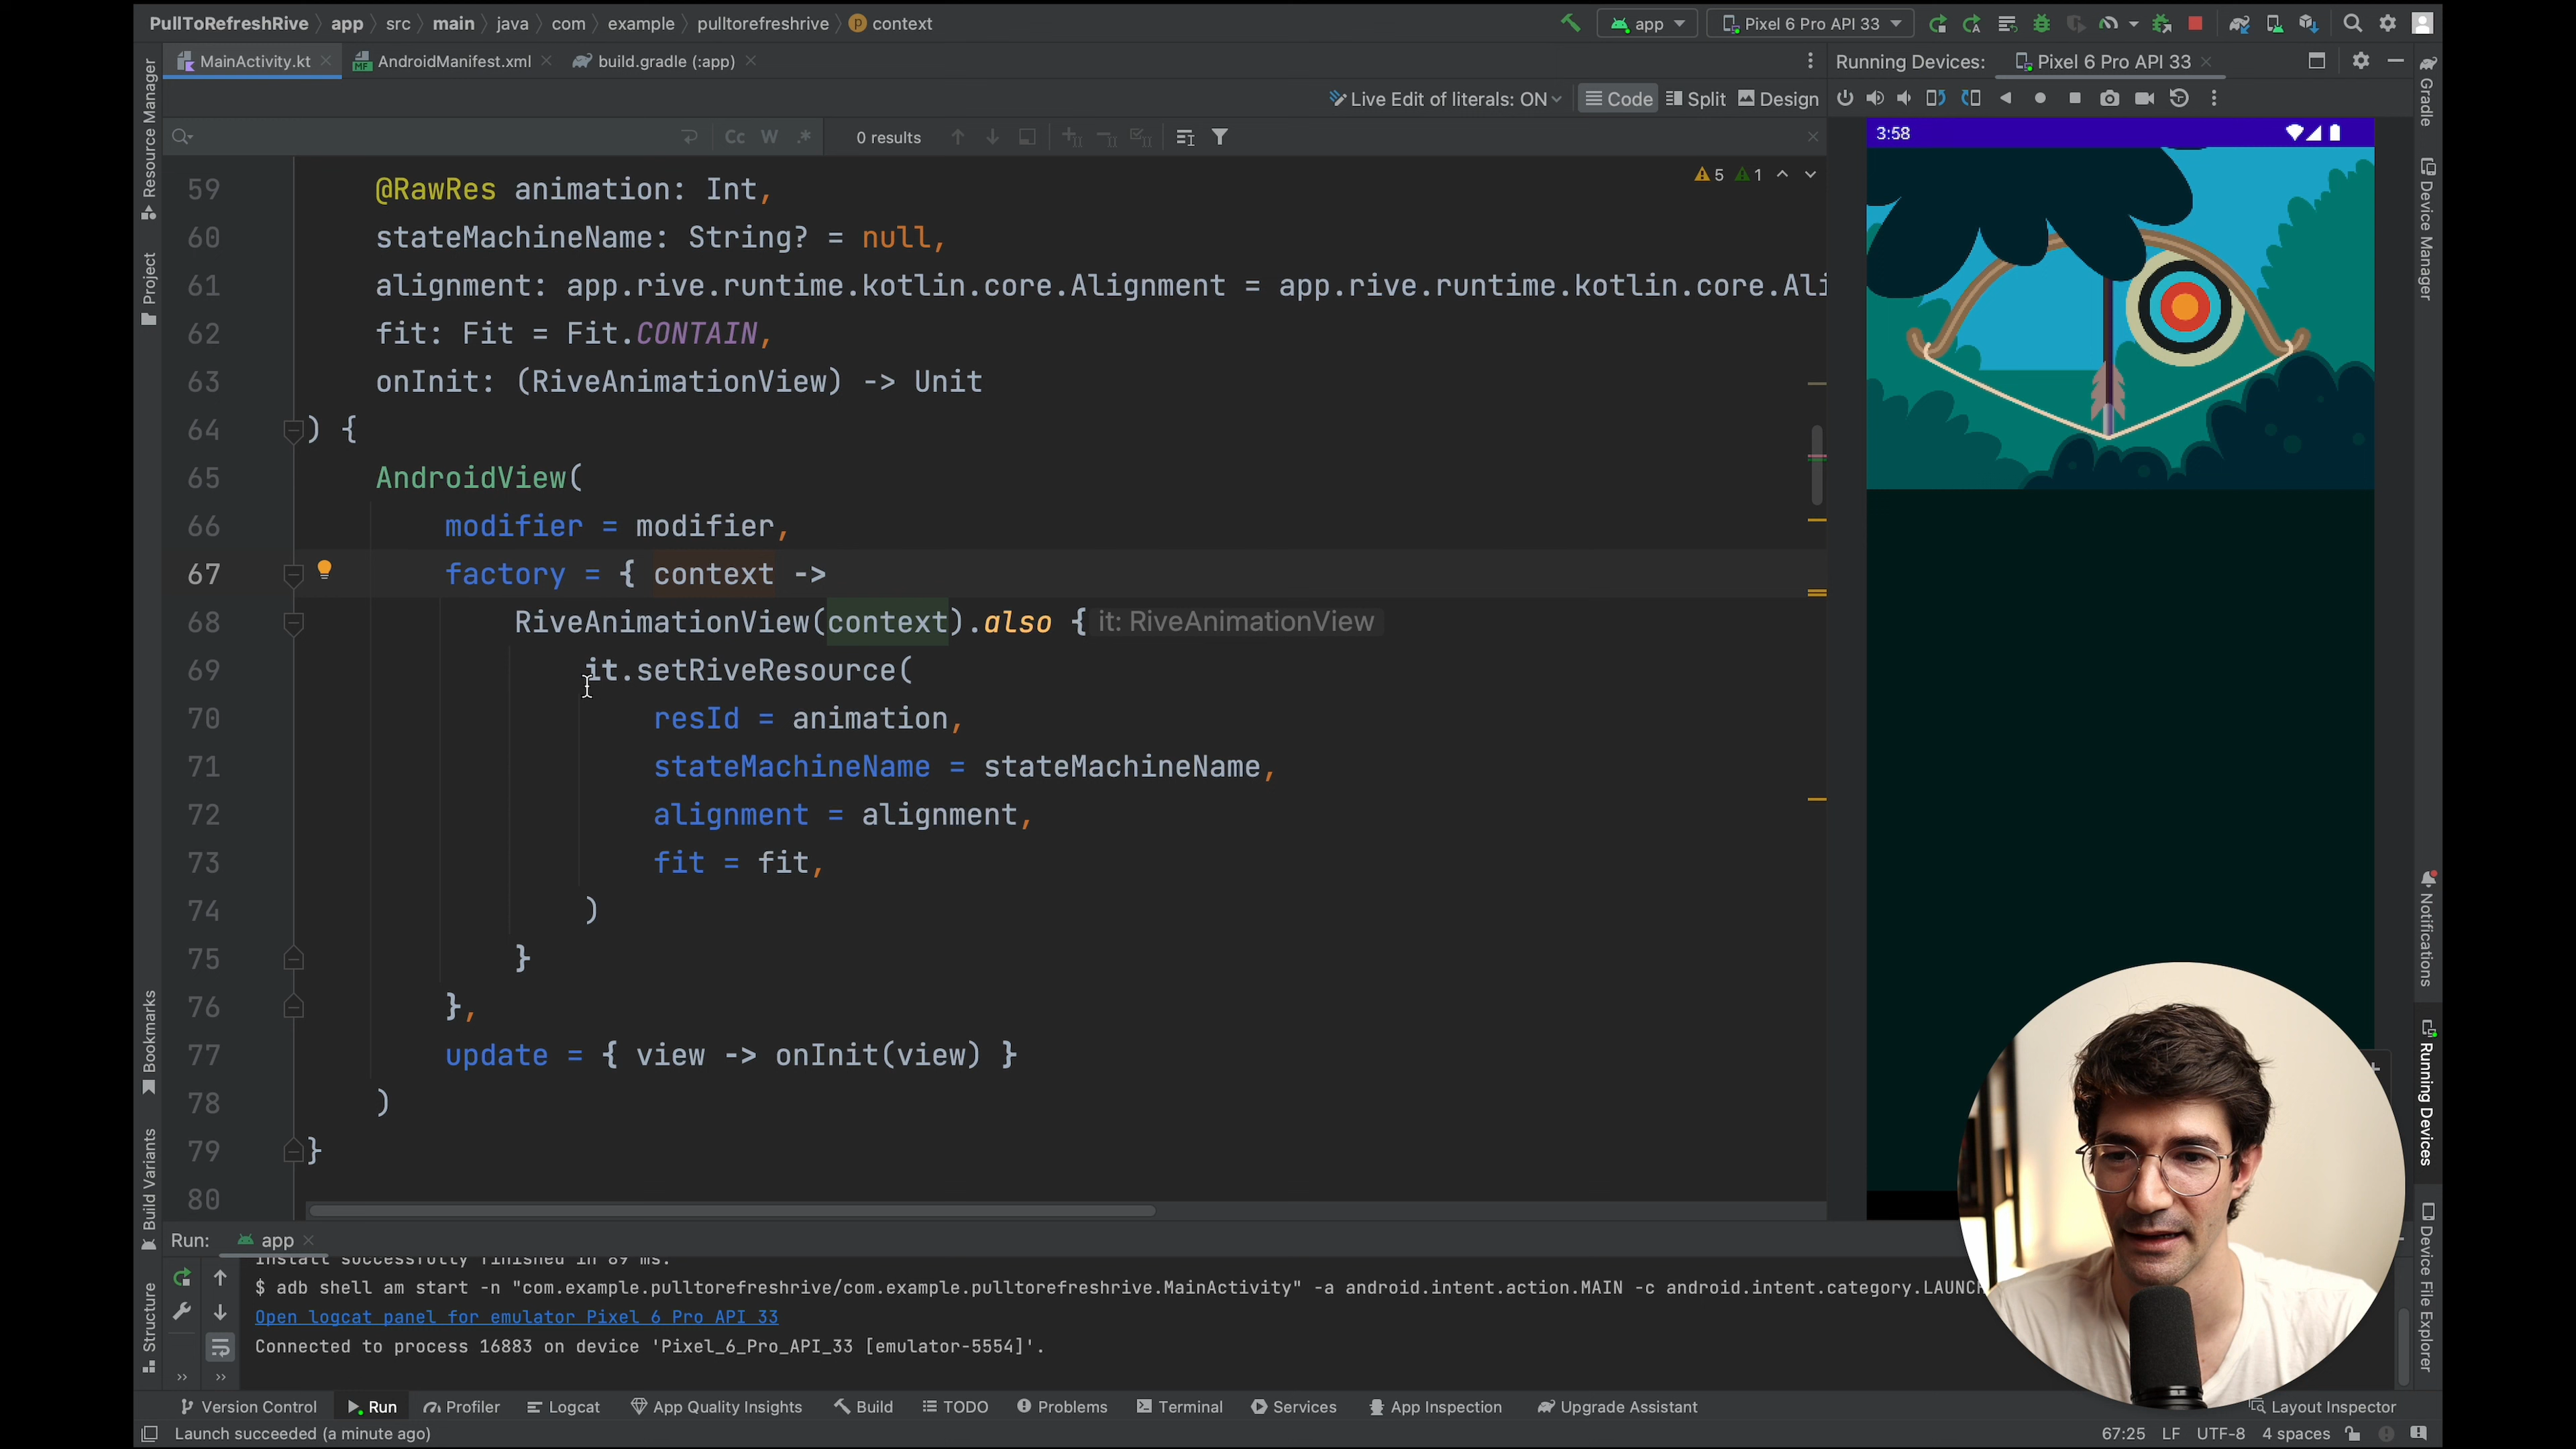 PullToRefreshRive app src main java com example pulltorefreshrive context
app Pixel 6 Pro API 33
MainActivity.kt AndroidManifest.xml build.gradle (:app)
Running Devices: Pixel 6 Pro API 33
Live Edit of literals: ON Code Split Design
Cc W .* 0 results
5 1
3:58
59 @RawRes animation: Int,
60 stateMachineName: String? = null,
61 alignment: app.rive.runtime.kotlin.core.Alignment = app.rive.runtime.kotlin.core.Ali
62 fit: Fit = Fit.CONTAIN,
63 onInit: (RiveAnimationView) -> Unit
64 ) {
65 AndroidView(
66 modifier = modifier,
67 factory = { context ->
68 RiveAnimationView(context).also { it: RiveAnimationView
69 it.setRiveResource(
70 resId = animation,
71 stateMachineName = stateMachineName,
72 alignment = alignment,
73 fit = fit,
74 )
75 }
76 },
77 update = { view -> onInit(view) }
78 )
79 }
80
Resource Manager
Project
Bookmarks
Build Variants
Structure
Gradle
Device Manager
Notifications
Running Devices
Device File Explorer
Run: app
Install successfully finished in 89 ms.
$ adb shell am start -n "com.example.pulltorefreshrive/com.example.pulltorefreshrive.MainActivity" -a android.intent.action.MAIN -c android.intent.category.LAUNC
Open logcat panel for emulator Pixel 6 Pro API 33
Connected to process 16883 on device 'Pixel_6_Pro_API_33 [emulator-5554]'.
Version Control Run Profiler Logcat App Quality Insights Build TODO Problems Terminal Services App Inspection Upgrade Assistant Layout Inspector
Launch succeeded (a minute ago) 67:25 LF UTF-8 4 spaces